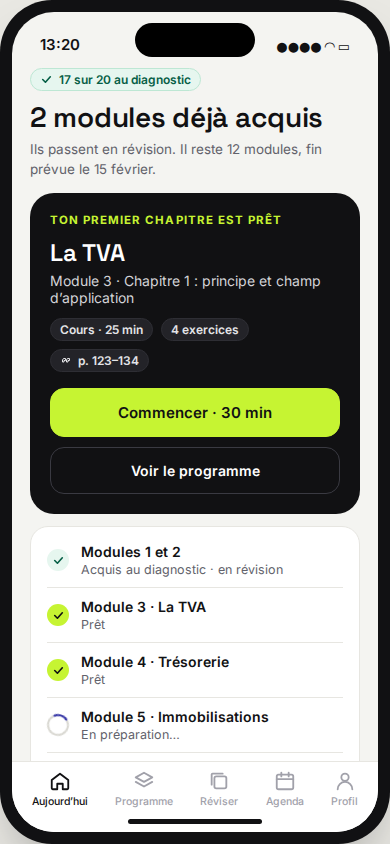 13:20
17 sur 20 au diagnostic
2 modules déjà acquis
Ils passent en révision. Il reste 12 modules, fin
prévue le 15 février.
TON PREMIER CHAPITRE EST PRÊT
La TVA
Module 3 · Chapitre 1 : principe et champ
d’application
Cours · 25 min
4 exercices
p. 123–134
Commencer · 30 min
Voir le programme
Modules 1 et 2
Acquis au diagnostic · en révision
Module 3 · La TVA
Prêt
Module 4 · Trésorerie
Prêt
Module 5 · Immobilisations
En préparation…
Aujourd’hui
Programme
Réviser
Agenda
Profil